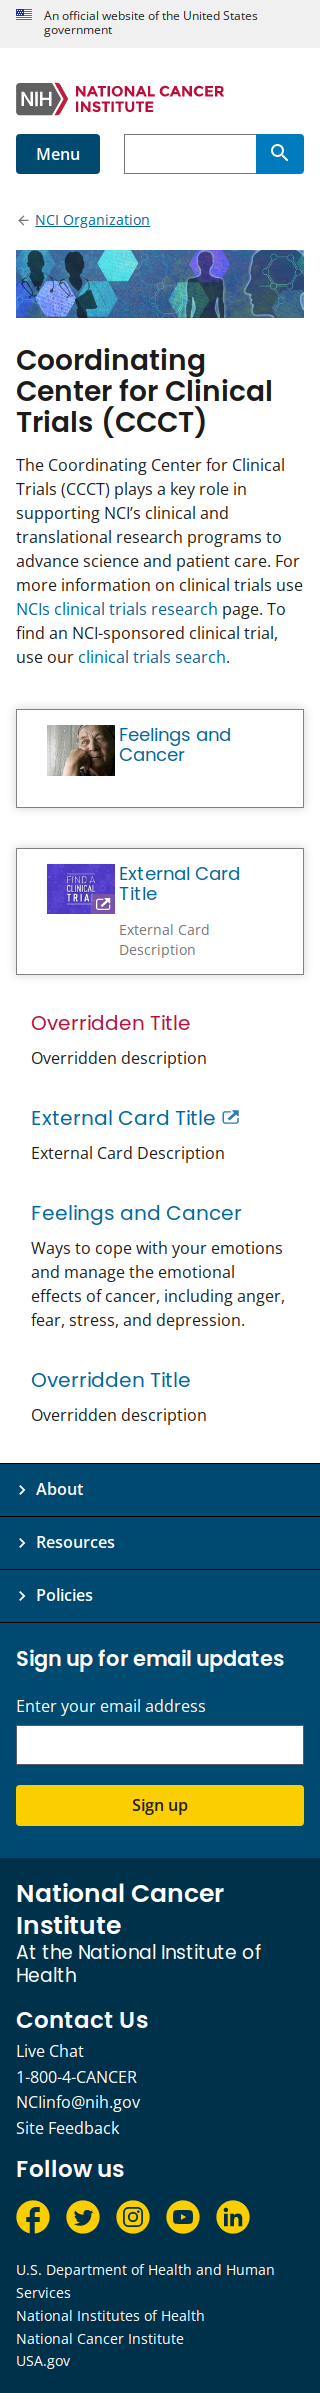 An official website of the United States
government
NIH
NATIONAL CANCER
INSTITUTE
Menu
NCI Organization
Coordinating
Center for Clinical
Trials (CCCT)
The Coordinating Center for Clinical
Trials (CCCT) plays a key role in
supporting NCI’s clinical and
translational research programs to
advance science and patient care. For
more information on clinical trials use
NCIs clinical trials research page. To
find an NCI-sponsored clinical trial,
use our clinical trials search.
Feelings and
Cancer
FIND A
CLINICAL
TRIA
External Card
Title
External Card
Description
Overridden Title
Overridden description
External Card Title
External Card Description
Feelings and Cancer
Ways to cope with your emotions
and manage the emotional
effects of cancer, including anger,
fear, stress, and depression.
Overridden Title
Overridden description
About
Resources
Policies
Sign up for email updates
Enter your email address
Sign up
National Cancer
Institute
At the National Institute of
Health
Contact Us
Live Chat
1-800-4-CANCER
NCIinfo@nih.gov
Site Feedback
Follow us
U.S. Department of Health and Human
Services
National Institutes of Health
National Cancer Institute
USA.gov